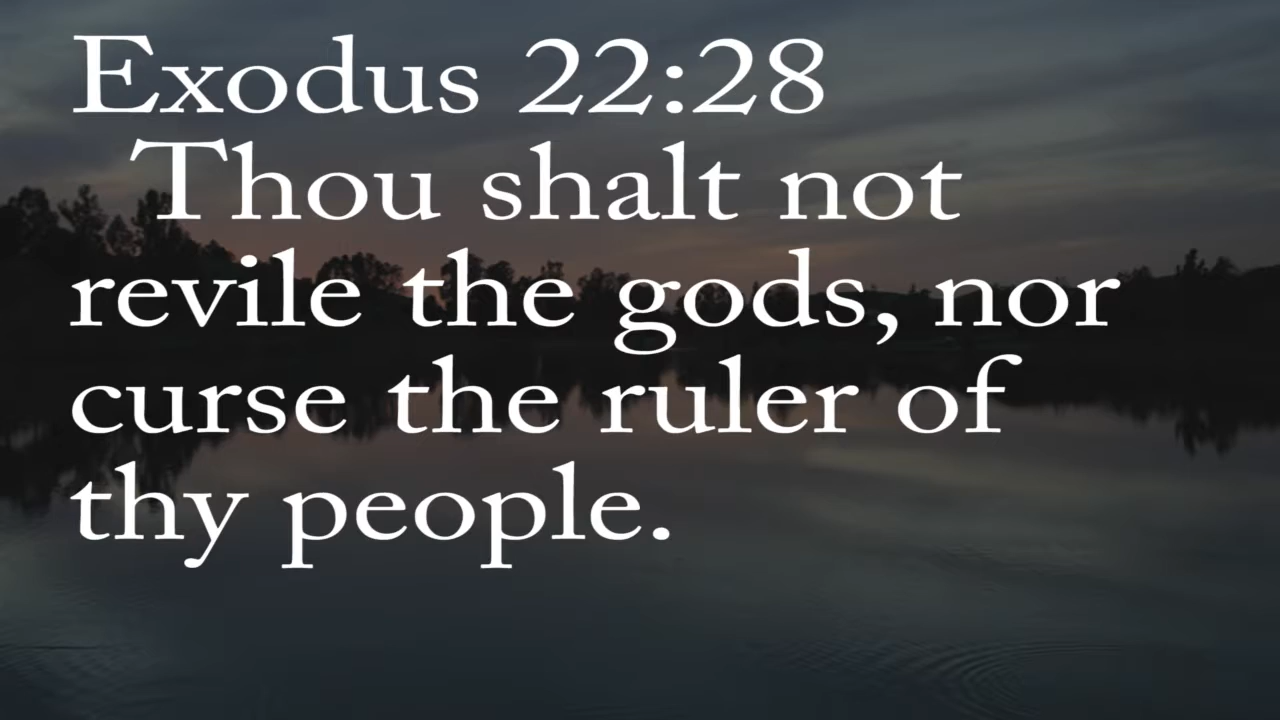 Exodus 22:28
Thou shalt not
revile the gods, nor
curse the ruler of
thy people.